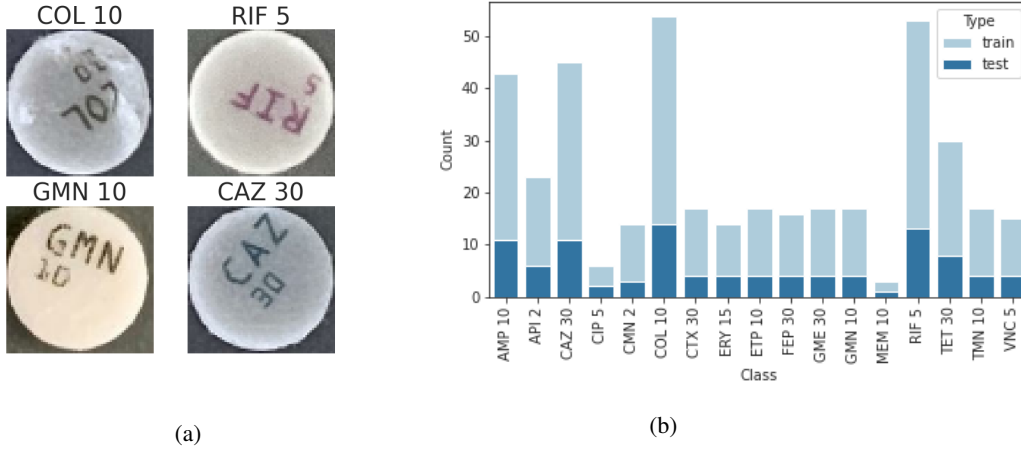 COL 10
RIF 5
10
COL
RIF
5
GMN 10
CAZ 30
GMN
10
CAZ
30
(a)
Type
train
test
Count
50
40
30
20
10
0
AMP 10
API 2
CAZ 30
CIP 5
CMN 2
COL 10
CTX 30
ERY 15
ETP 10
FEP 30
GME 30
GMN 10
MEM 10
RIF 5
TET 30
TMN 10
VNC 5
Class
(b)